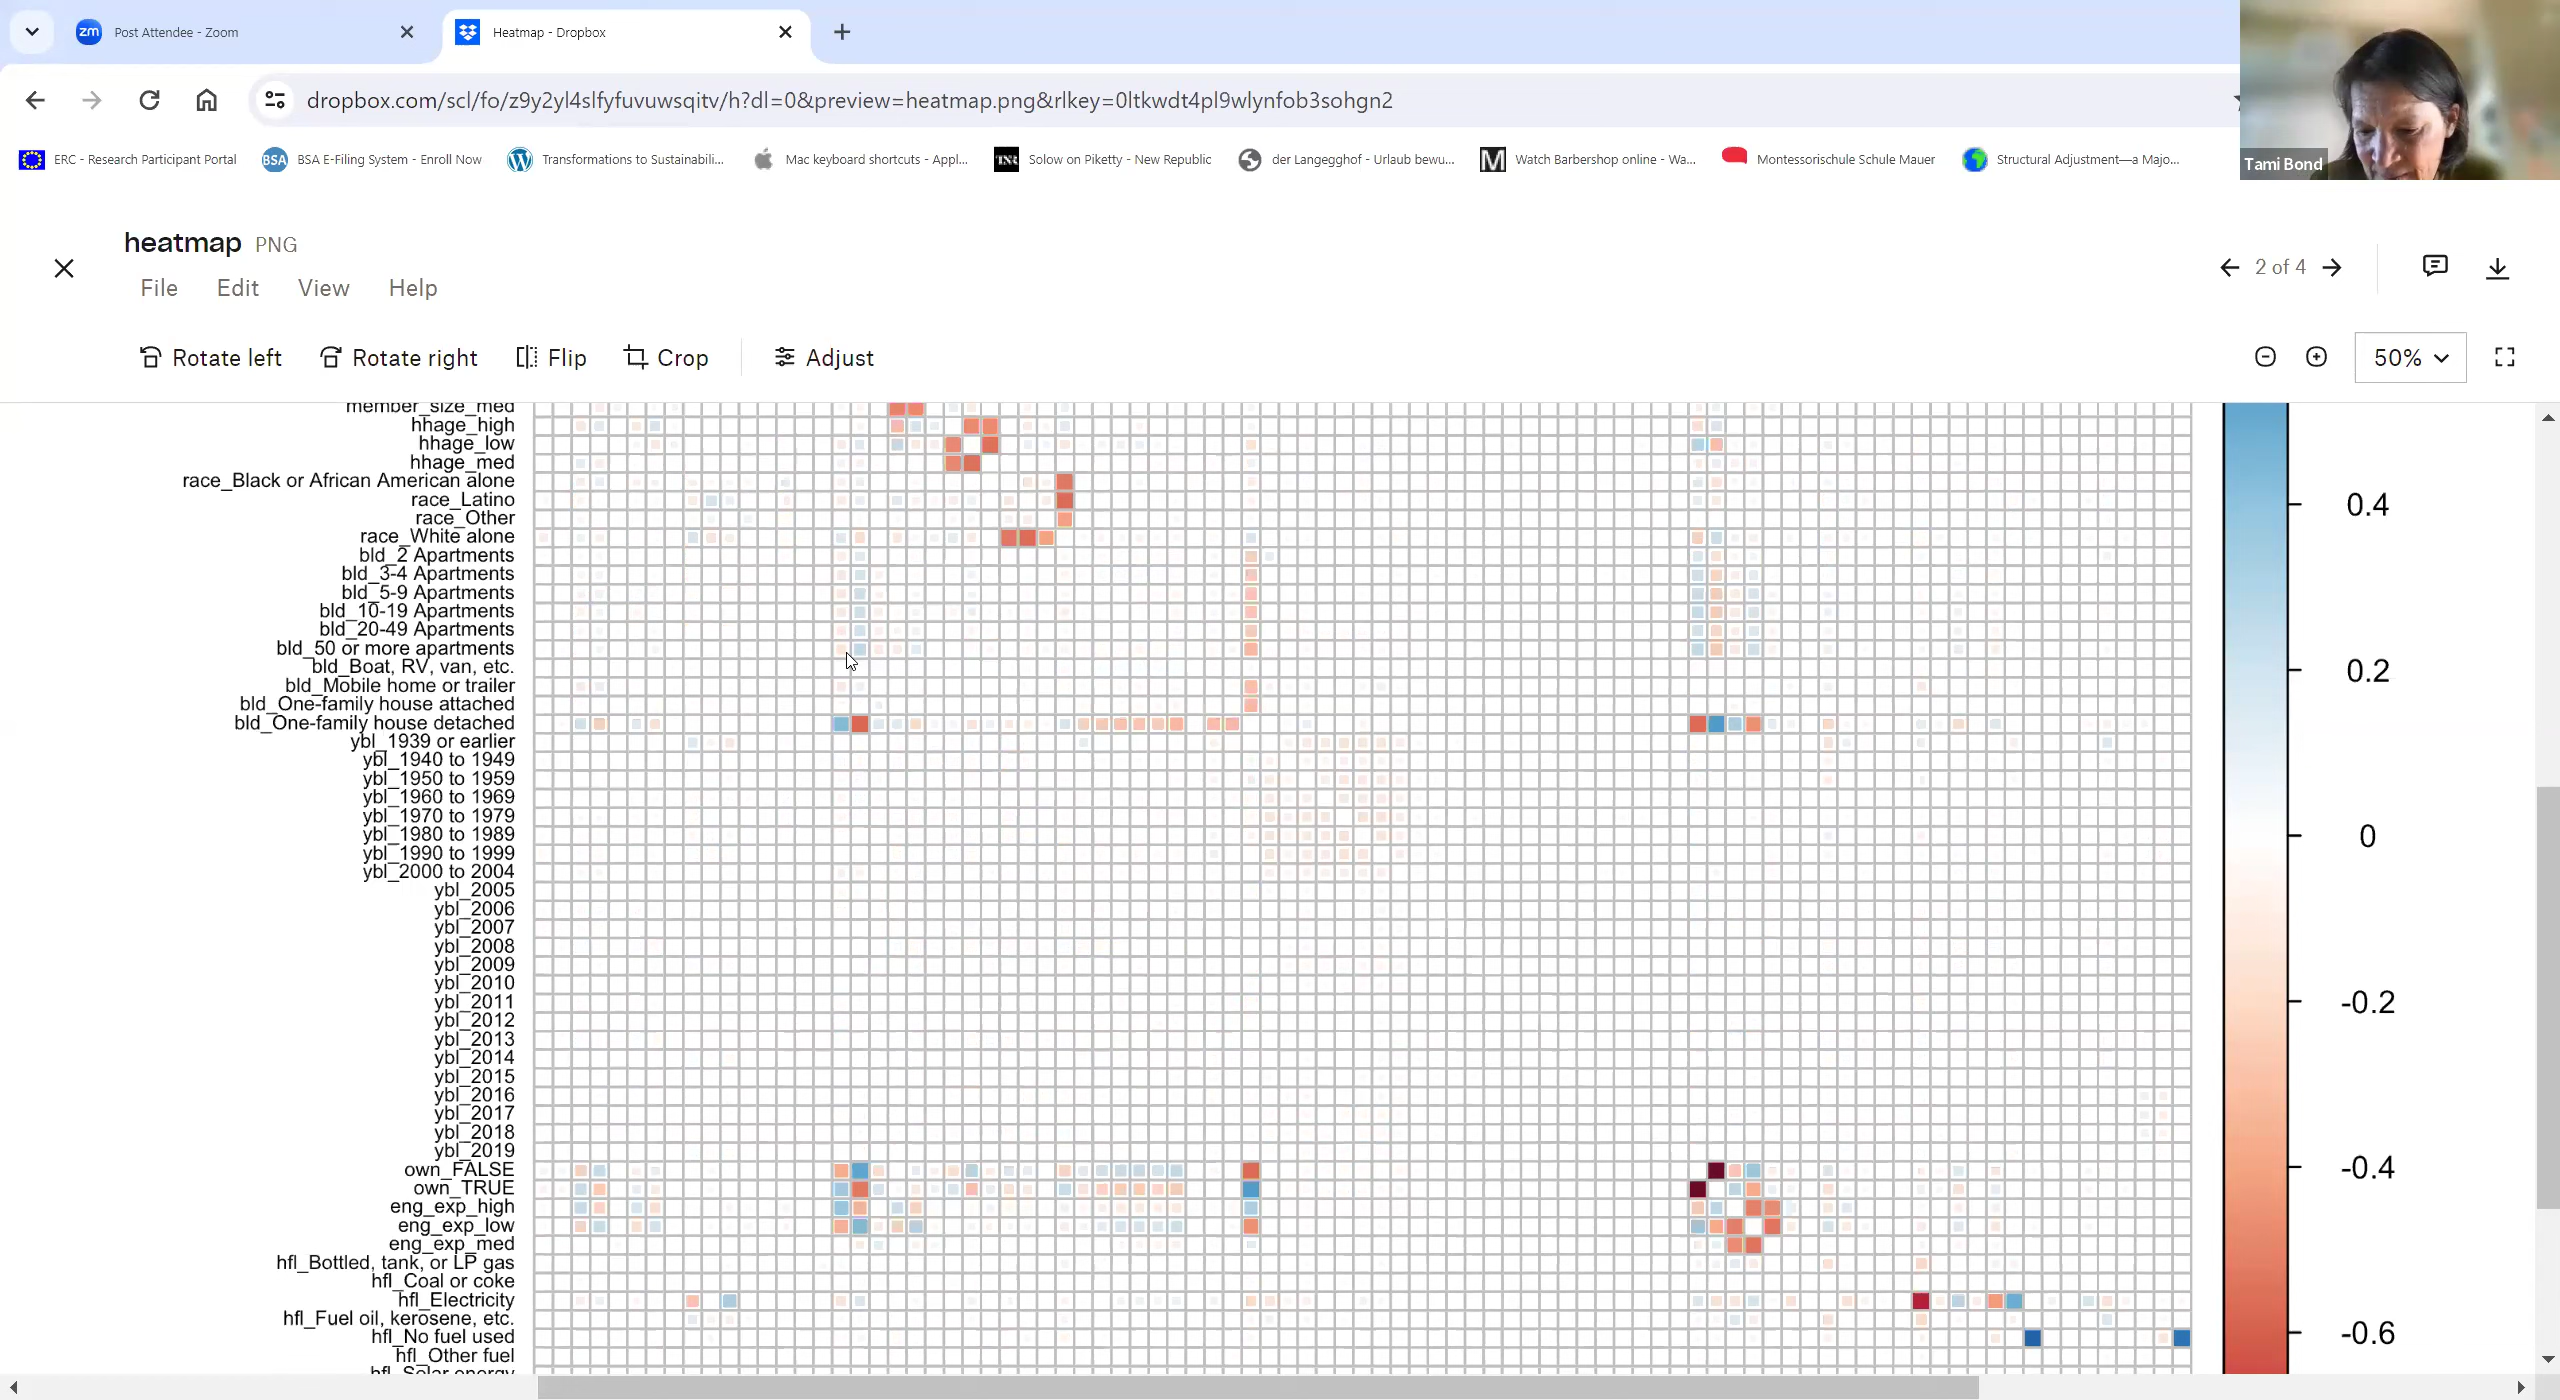 Post Attendee - Zoom
Heatmap - Dropbox
dropbox.com/scl/fo/z9y2yl4slfyfuvuwsqitv/h?dl=0&preview=heatmap.png&rlkey=0ltkwdt4pl9wlynfob3sohgn2
ERC - Research Participant Portal
BSA E-Filing System - Enroll Now
Transformations to Sustainabili...
Mac keyboard shortcuts - Appl...
Solow on Piketty - New Republic
der Langegghof - Urlaub bewu...
Watch Barbershop online - Wa...
Montessorischule Schule Mauer
Structural Adjustment—a Majo...
Tami Bond
heatmap PNG
File Edit View Help
2 of 4
Rotate left Rotate right Flip Crop Adjust
50%
member_size_med
hhage_high
hhage_low
hhage_med
race_Black or African American alone
race_Latino
race_Other
race_White alone
bld_2 Apartments
bld_3-4 Apartments
bld_5-9 Apartments
bld_10-19 Apartments
bld_20-49 Apartments
bld_50 or more apartments
bld_Boat, RV, van, etc.
bld_Mobile home or trailer
bld_One-family house attached
bld_One-family house detached
ybl_1939 or earlier
ybl_1940 to 1949
ybl_1950 to 1959
ybl_1960 to 1969
ybl_1970 to 1979
ybl_1980 to 1989
ybl_1990 to 1999
ybl_2000 to 2004
ybl_2005
ybl_2006
ybl_2007
ybl_2008
ybl_2009
ybl_2010
ybl_2011
ybl_2012
ybl_2013
ybl_2014
ybl_2015
ybl_2016
ybl_2017
ybl_2018
ybl_2019
own_FALSE
own_TRUE
eng_exp_high
eng_exp_low
eng_exp_med
hfl_Bottled, tank, or LP gas
hfl_Coal or coke
hfl_Electricity
hfl_Fuel oil, kerosene, etc.
hfl_No fuel used
hfl_Other fuel
hfl_Solar energy
0.4
0.2
0
-0.2
-0.4
-0.6